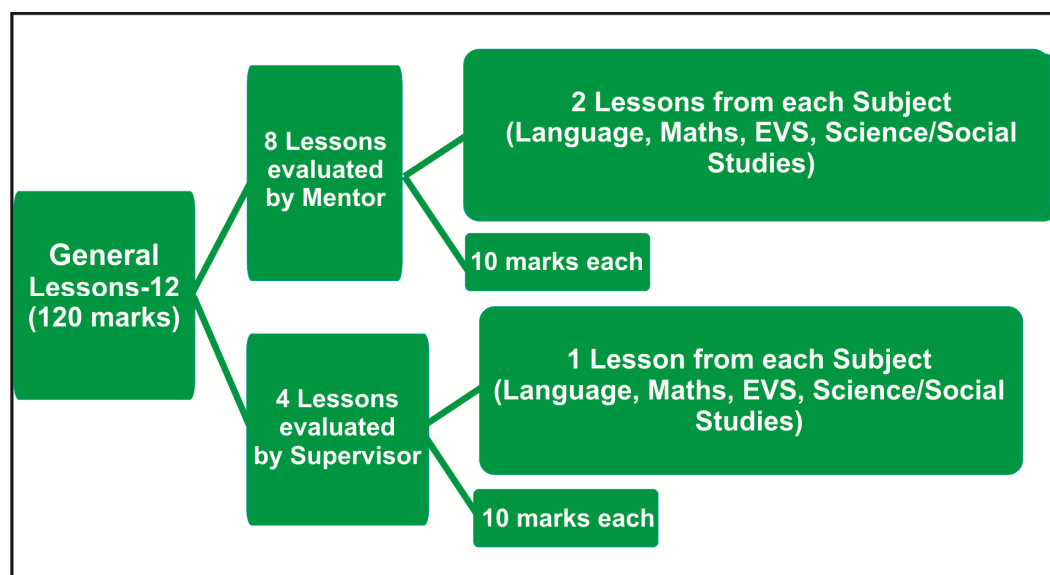 General
Lessons-12
(120 marks)
8 Lessons
evaluated
by Mentor
2 Lessons from each Subject
(Language, Maths, EVS, Science/Social
Studies)
10 marks each
4 Lessons
evaluated
by Supervisor
1 Lesson from each Subject
(Language, Maths, EVS, Science/Social
Studies)
10 marks each